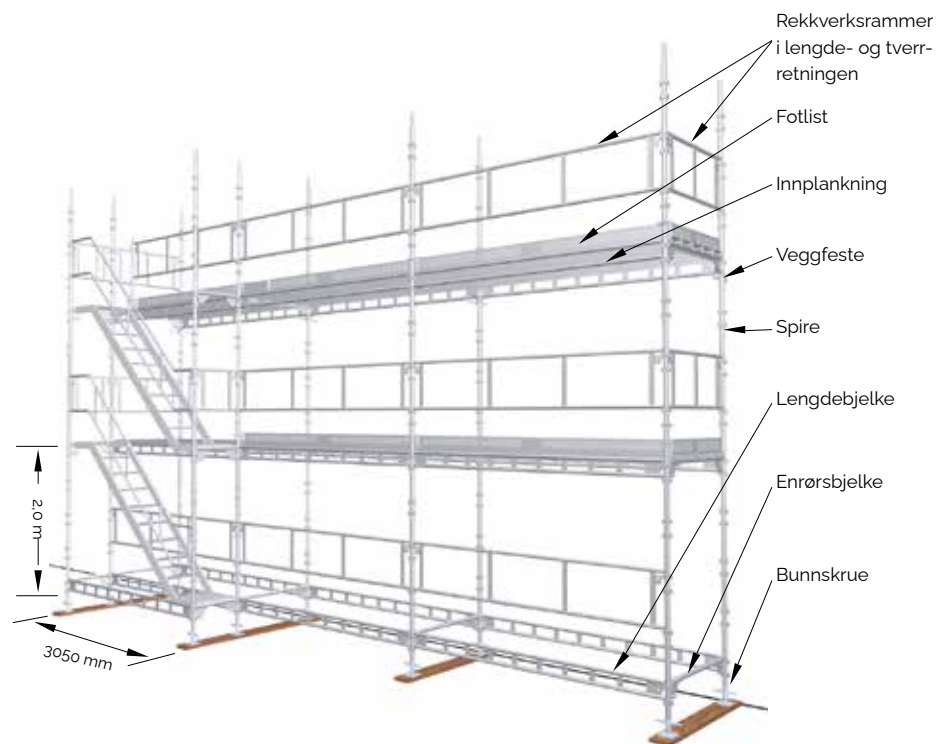 Rekkverksrammer
i lengde- og tverr-
retningen
Fotlist
Innplankning
Veggfeste
Spire
Lengdebjelke
Enrørsbjelke
Bunnskrue
2,0 m
3050 mm